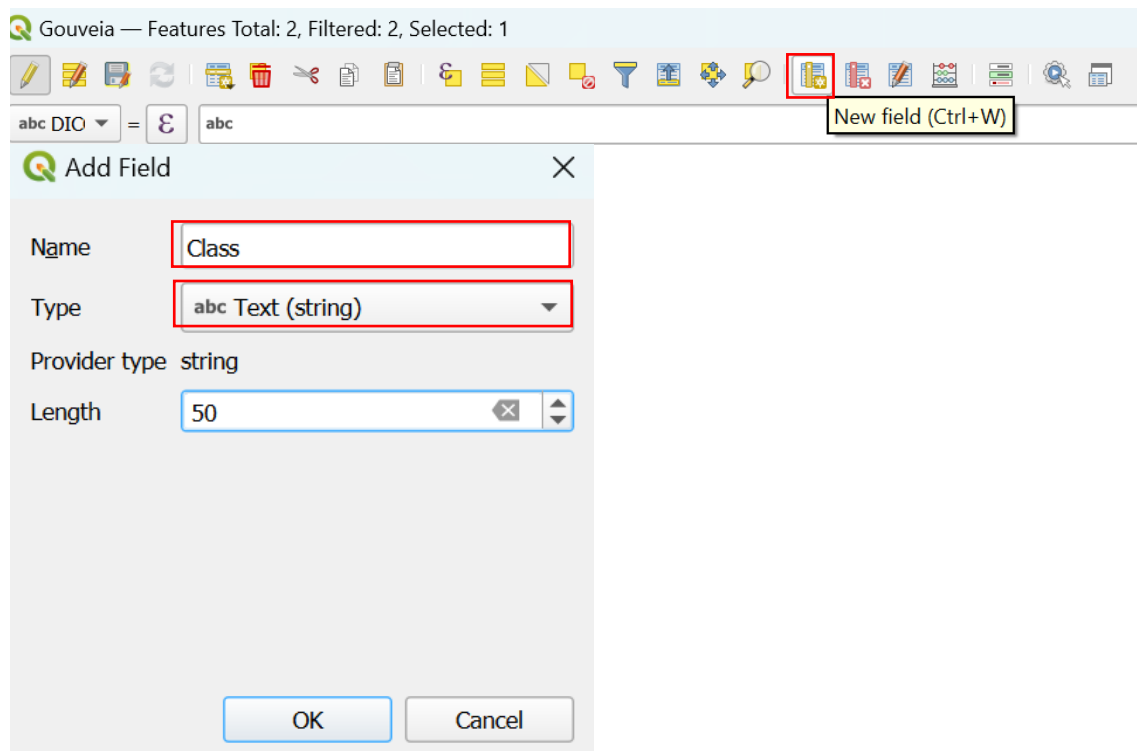 Gouveia — Features Total: 2, Filtered: 2, Selected: 1
abc DIO = ε abc
New field (Ctrl+W)
Add Field
Name Class
Type abc Text (string)
Provider type string
Length 50
OK Cancel